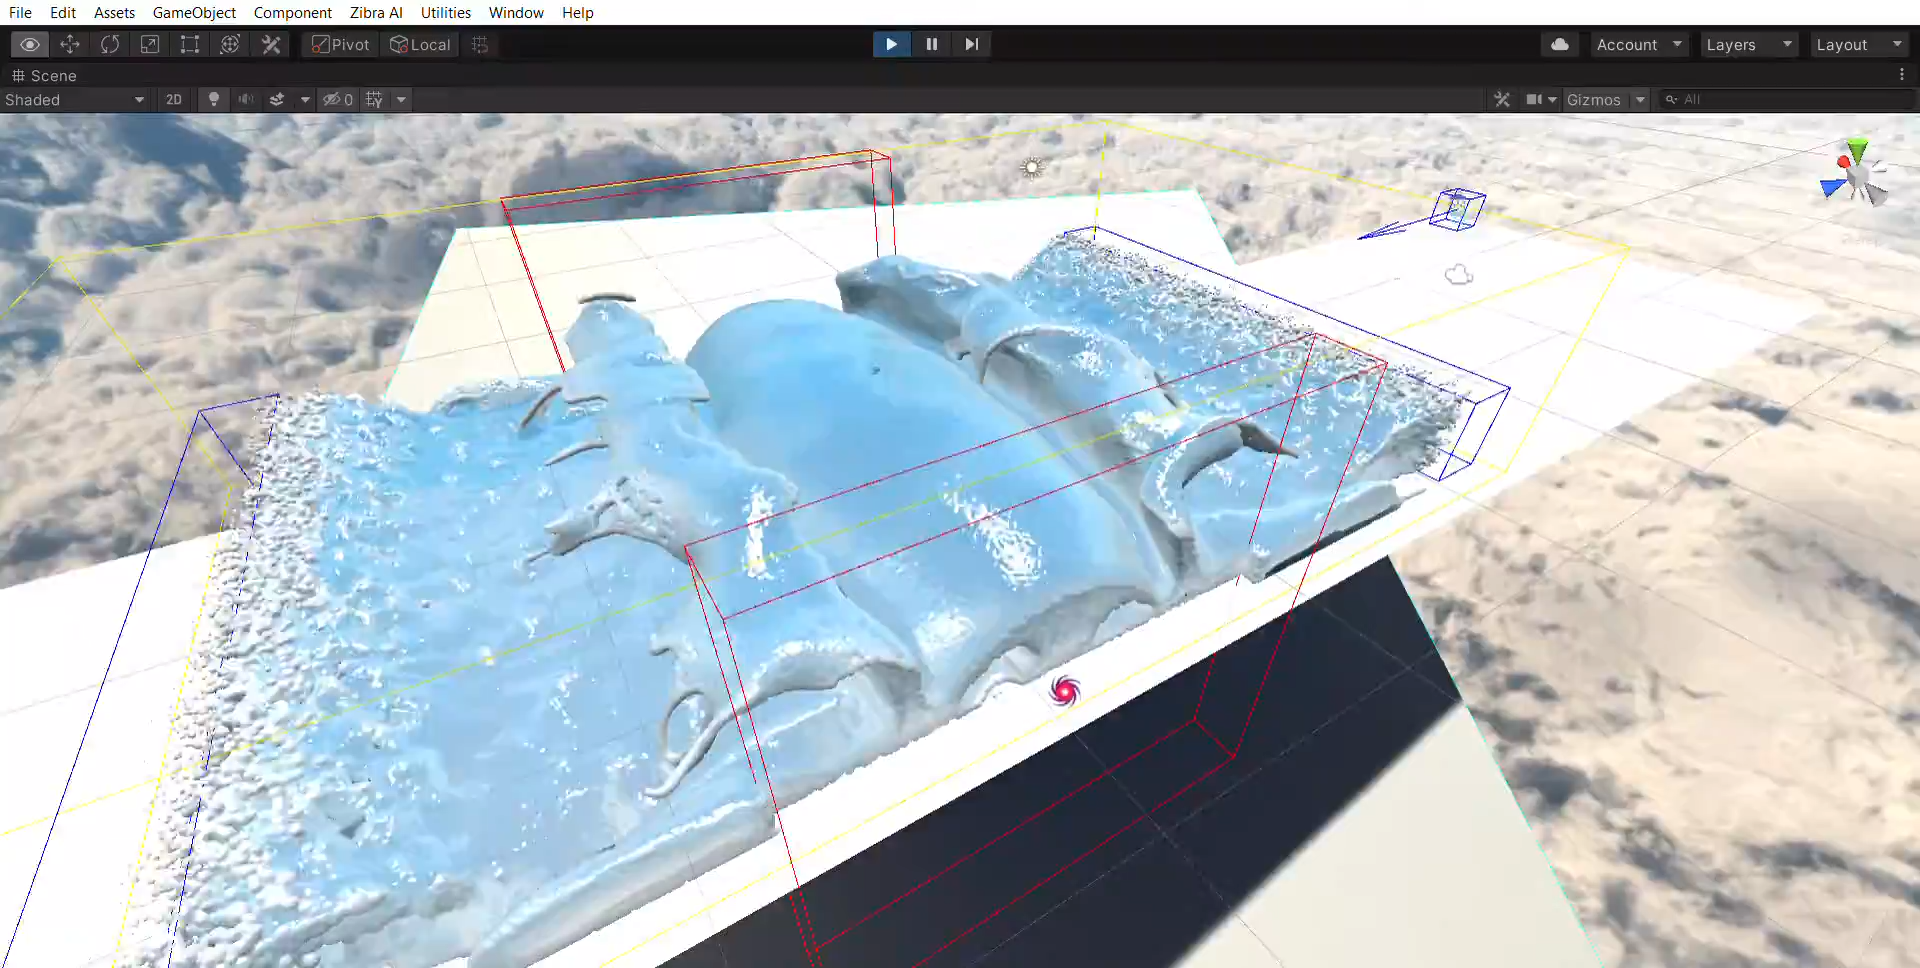 File Edit Assets GameObject Component Zibra AI Utilities Window Help
Pivot Local Account Layers Layout
Scene
Shaded 2D 0 Gizmos All